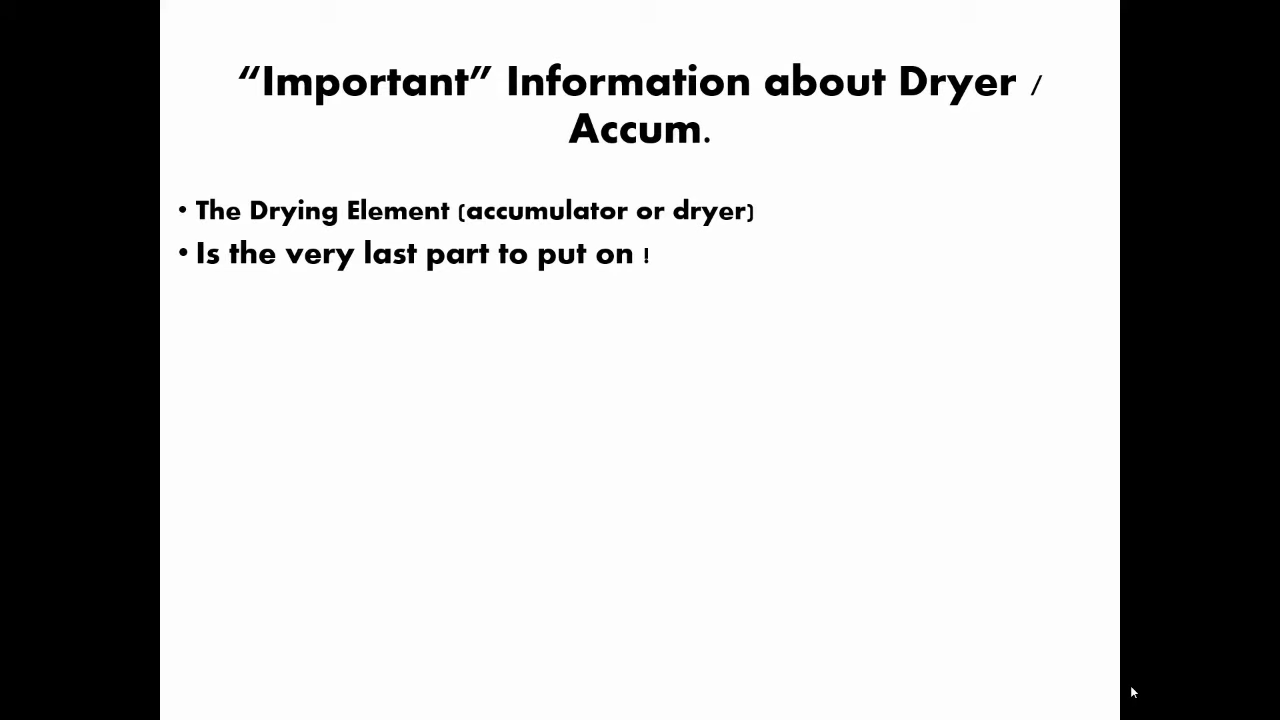 “Important” Information about Dryer /
Accum.
• The Drying Element (accumulator or dryer)
• Is the very last part to put on !